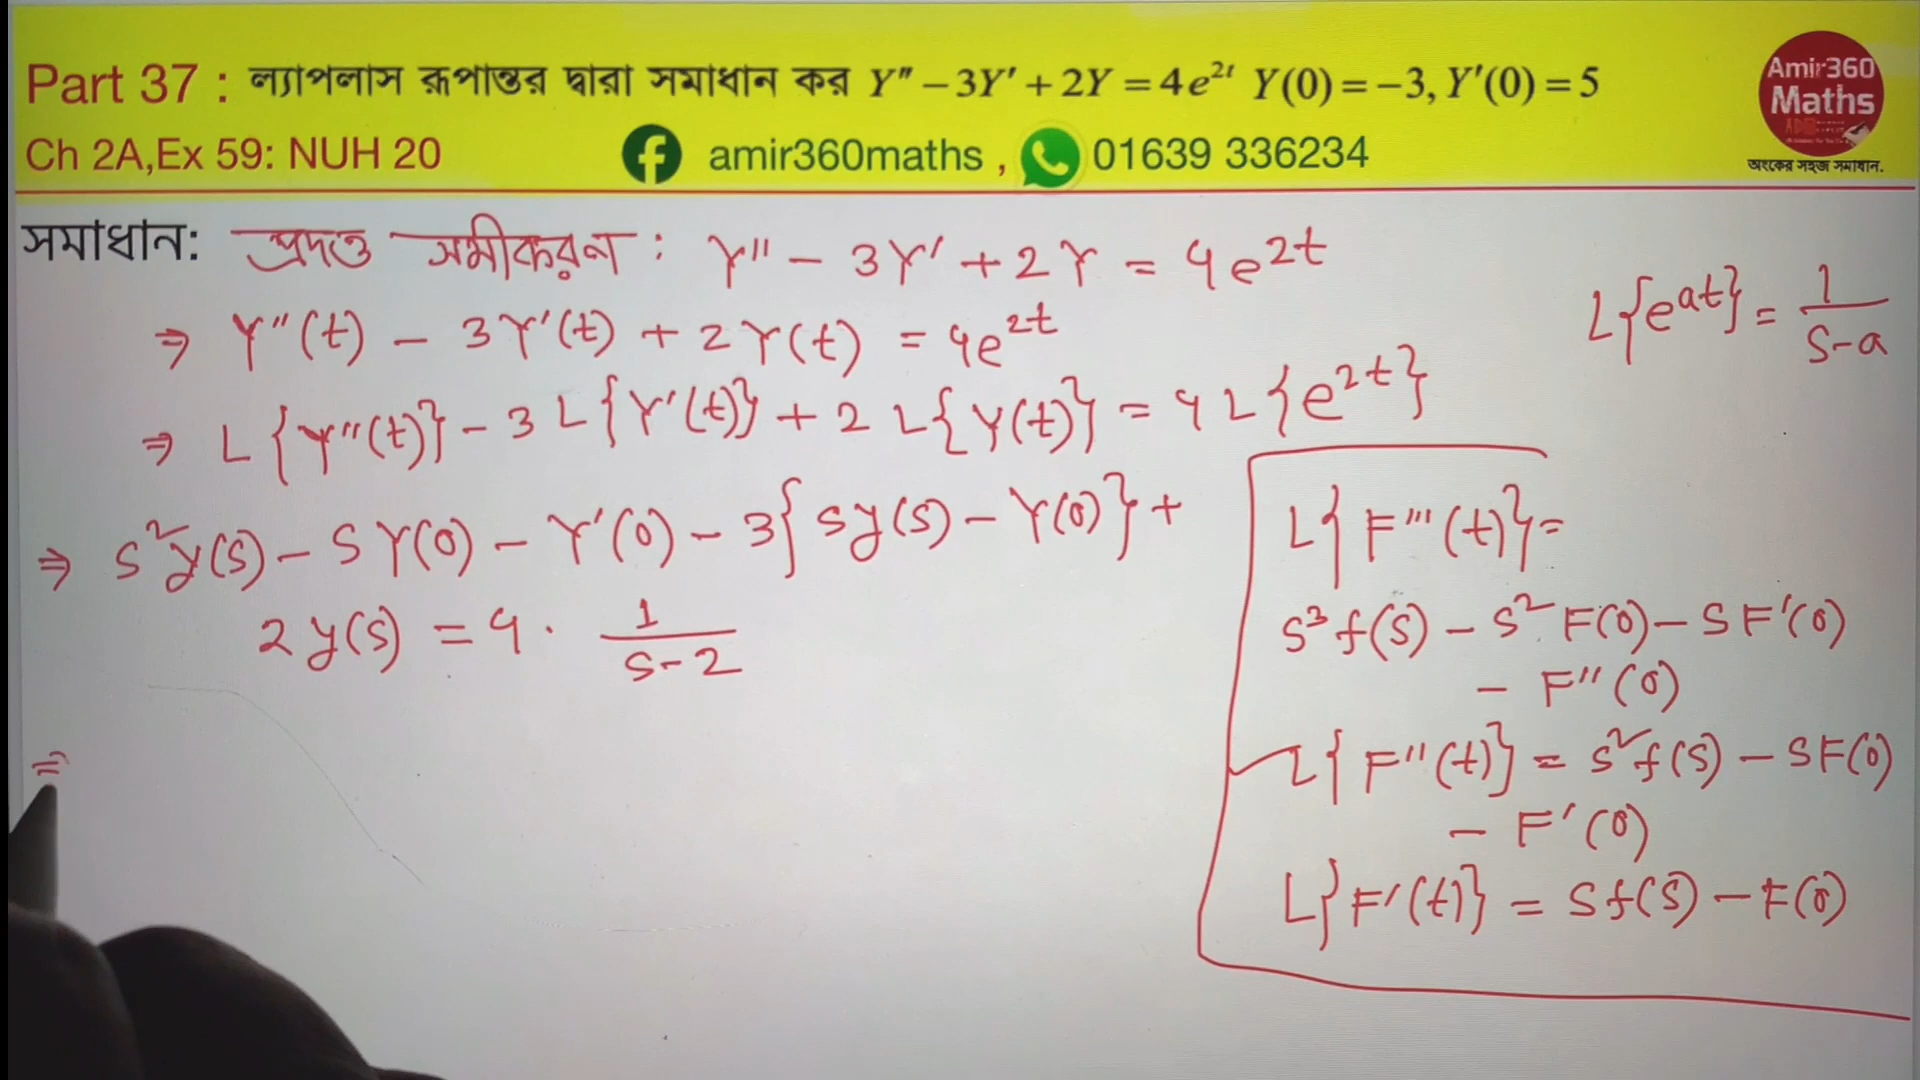 Part 37 : ল্যাপলাস রূপান্তর দ্বারা সমাধান কর Y" – 3Y' + 2Y = 4e^{2t} Y(0) = −3, Y'(0) = 5
Ch 2A,Ex 59: NUH 20
amir360maths , 01639 336234
Amir360
Maths
অংকের সহজ সমাধান.
সমাধান: প্রদত্ত সমীকরণ : Y'' − 3Y' + 2Y = 4e^{2t}
⇒ Y''(t) − 3Y'(t) + 2Y(t) = 4e^{2t}
⇒ L{Y''(t)} − 3L{Y'(t)} + 2L{Y(t)} = 4L{e^{2t}}
⇒ s²y(s) − sY(0) − Y'(0) − 3{sy(s) − Y(0)} +
2y(s) = 4 · 1/(s−2)
⇒
L{e^{at}} = 1/(s−a)
L{F'''(t)} =
s³f(s) − s²F(0) − sF'(0)
− F''(0)
L{F''(t)} = s²f(s) − sF(0)
− F'(0)
L{F'(t)} = sf(s) − F(0)